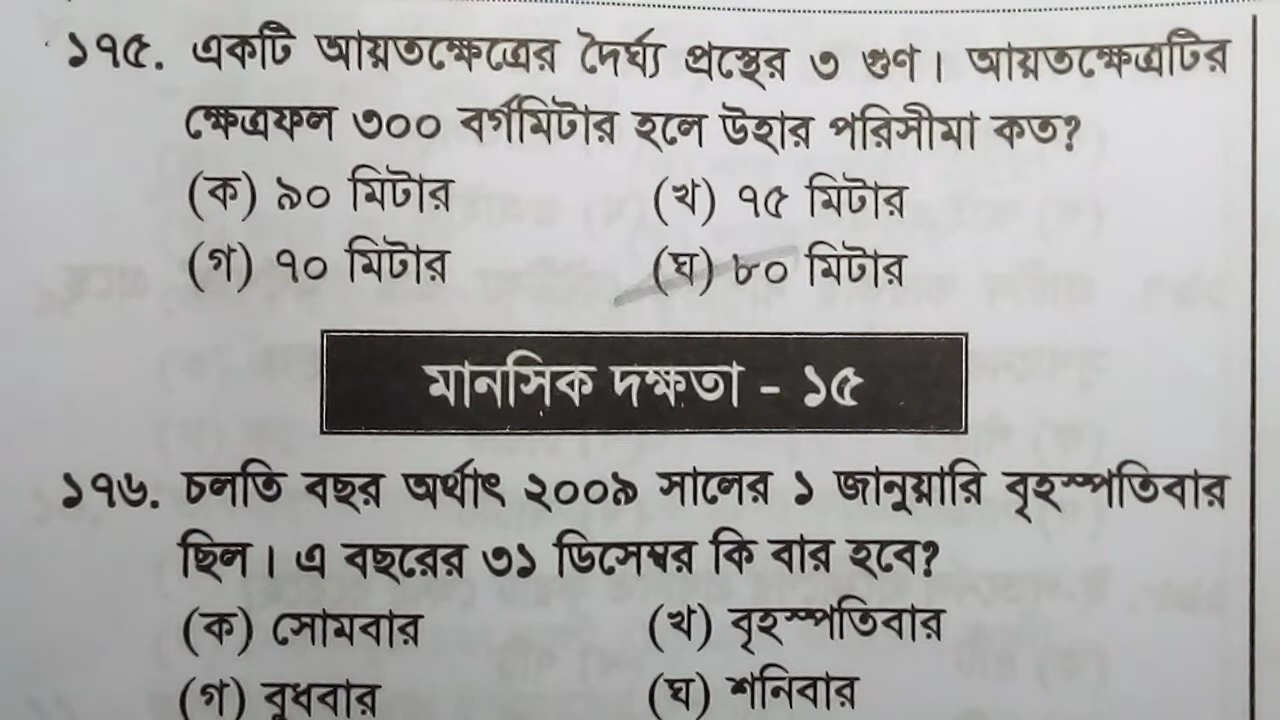 ১৭৫. একটি আয়তক্ষেত্রের দৈর্ঘ্য প্রস্থের ৩ গুণ। আয়তক্ষেত্রটির
ক্ষেত্রফল ৩০০ বর্গমিটার হলে উহার পরিসীমা কত?
(ক) ৯০ মিটার (খ) ৭৫ মিটার
(গ) ৭০ মিটার (ঘ) ৮০ মিটার
মানসিক দক্ষতা - ১৫
১৭৬. চলতি বছর অর্থাৎ ২০০৯ সালের ১ জানুয়ারি বৃহস্পতিবার
ছিল। এ বছরের ৩১ ডিসেম্বর কি বার হবে?
(ক) সোমবার (খ) বৃহস্পতিবার
(গ) বুধবার (ঘ) শনিবার